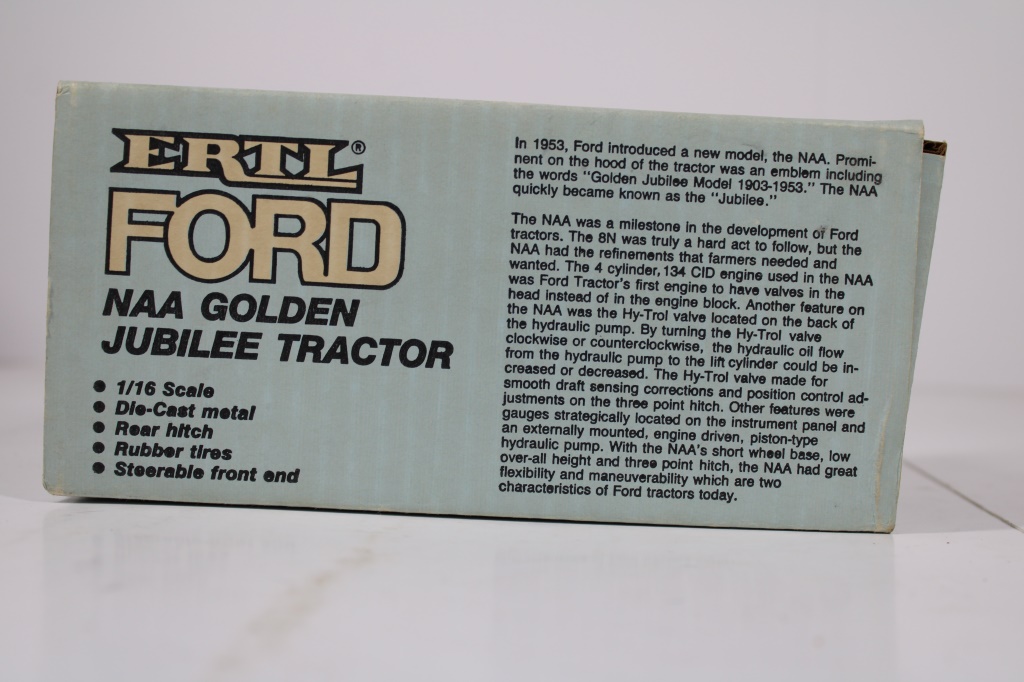 ERTL®
FORD
NAA GOLDEN
JUBILEE TRACTOR
● 1/16 Scale
● Die-Cast metal
● Rear hitch
● Rubber tires
● Steerable front end
In 1953, Ford introduced a new model, the NAA. Promi-
nent on the hood of the tractor was an emblem including
the words "Golden Jubilee Model 1903-1953." The NAA
quickly became known as the "Jubilee."
The NAA was a milestone in the development of Ford
tractors. The 8N was truly a hard act to follow, but the
NAA had the refinements that farmers needed and
wanted. The 4 cylinder, 134 CID engine used in the NAA
was Ford Tractor's first engine to have valves in the
head instead of in the engine block. Another feature on
the NAA was the Hy-Trol valve located on the back of
the hydraulic pump. By turning the Hy-Trol valve
clockwise or counterclockwise, the hydraulic oil flow
from the hydraulic pump to the lift cylinder could be in-
creased or decreased. The Hy-Trol valve made for
smooth draft sensing corrections and position control ad-
justments on the three point hitch. Other features were
gauges strategically located on the instrument panel and
an externally mounted, engine driven, piston-type
hydraulic pump. With the NAA's short wheel base, low
over-all height and three point hitch, the NAA had great
flexibility and maneuverability which are two
characteristics of Ford tractors today.